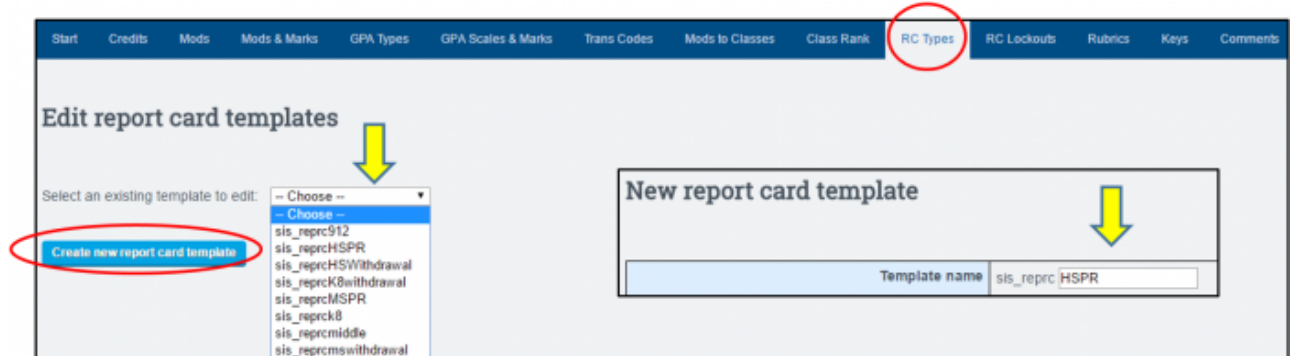 Start Credits Mods Mods & Marks GPA Types GPA Scales & Marks Trans Codes Mods to Classes Class Rank RC Types RC Lockouts Rubrics Keys Comments
Edit report card templates
Select an existing template to edit: -- Choose --
-- Choose --
sis_reprc912
sis_reprcHSPR
sis_reprcHSWithdrawal
sis_reprcK8withdrawal
sis_reprcMSPR
sis_reprck8
sis_reprcmiddle
sis_reprcmswithdrawal
Create new report card template
New report card template
Template name sis_reprc HSPR